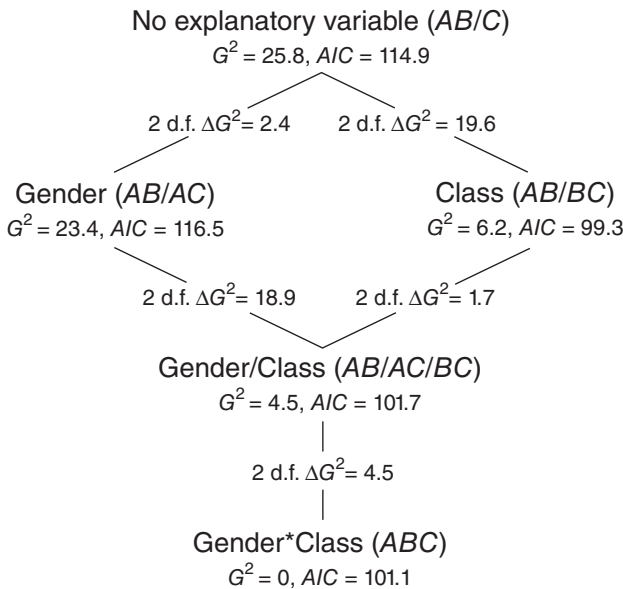 No explanatory variable (AB/C)
G² = 25.8, AIC = 114.9
2 d.f. ΔG²= 2.4 2 d.f. ΔG² = 19.6
Gender (AB/AC) Class (AB/BC)
G² = 23.4, AIC = 116.5 G² = 6.2, AIC = 99.3
2 d.f. ΔG²= 18.9 2 d.f. ΔG² = 1.7
Gender/Class (AB/AC/BC)
G² = 4.5, AIC = 101.7
2 d.f. ΔG²= 4.5
Gender*Class (ABC)
G² = 0, AIC = 101.1